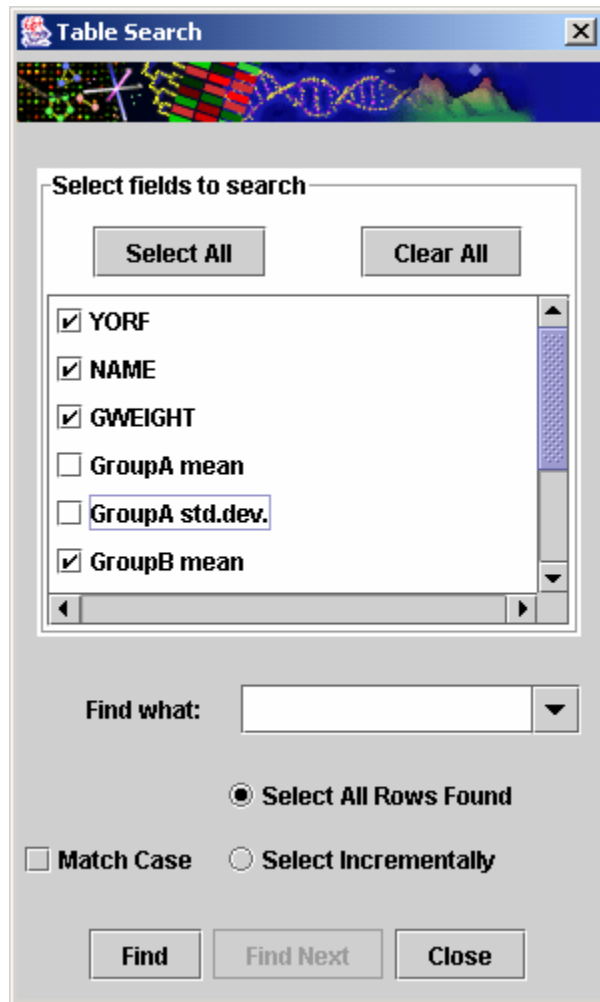 Table Search
Select fields to search
Select All Clear All
YORF
NAME
GWEIGHT
GroupA mean
GroupA std.dev.
GroupB mean
Find what:
Select All Rows Found
Match Case Select Incrementally
Find Find Next Close